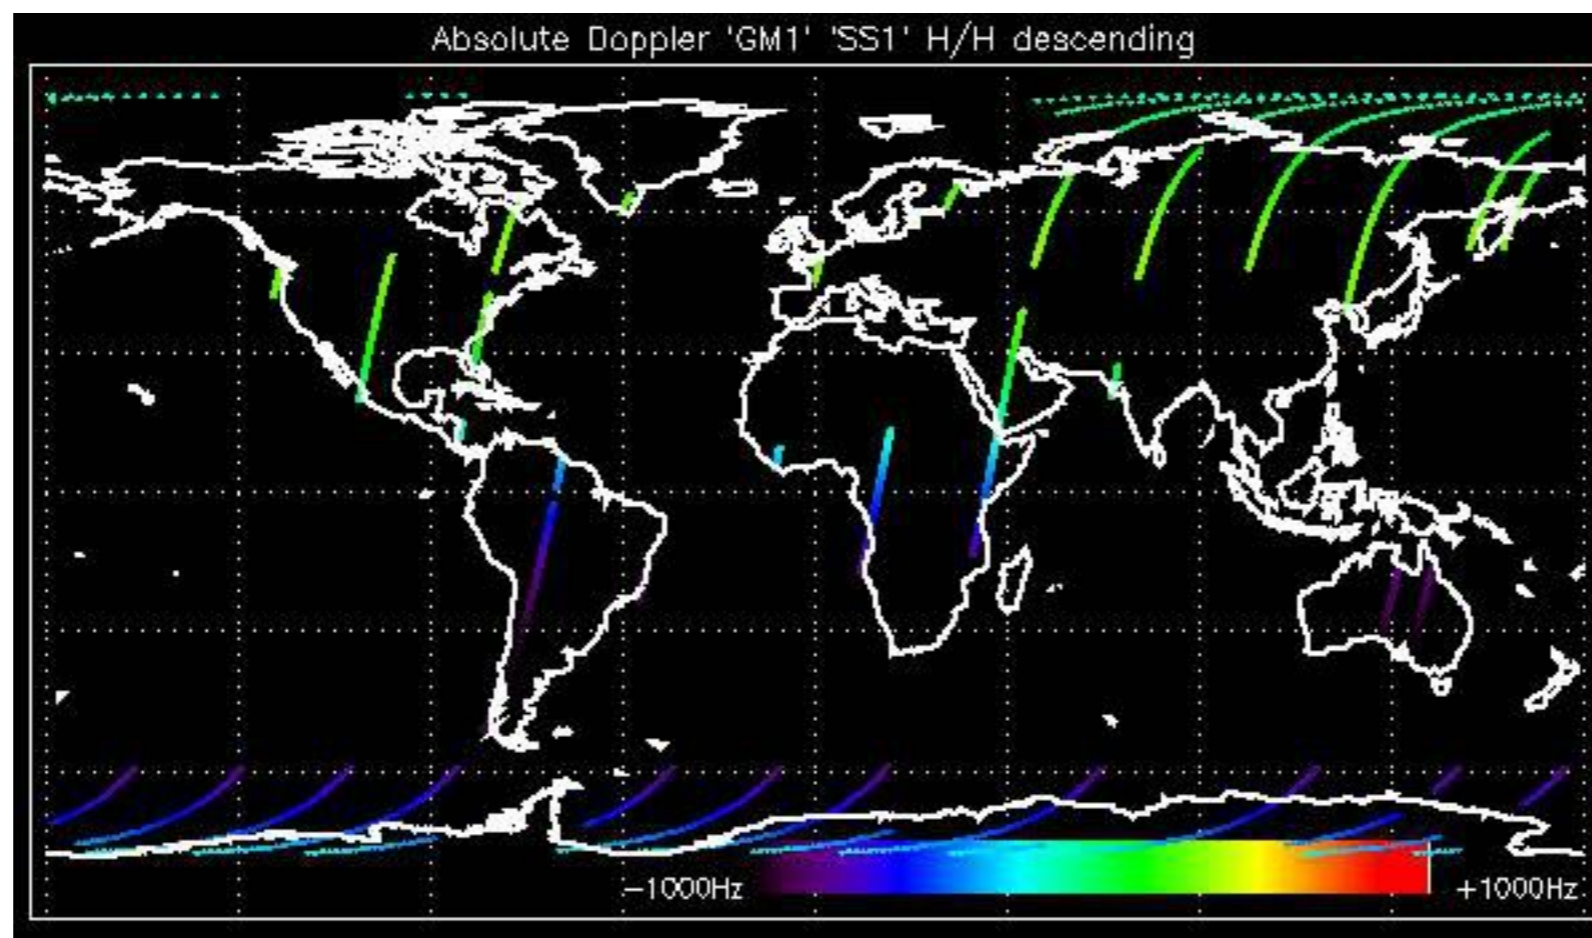 Absolute Doppler 'GM1' 'SS1' H/H descending
−1000Hz
+1000Hz